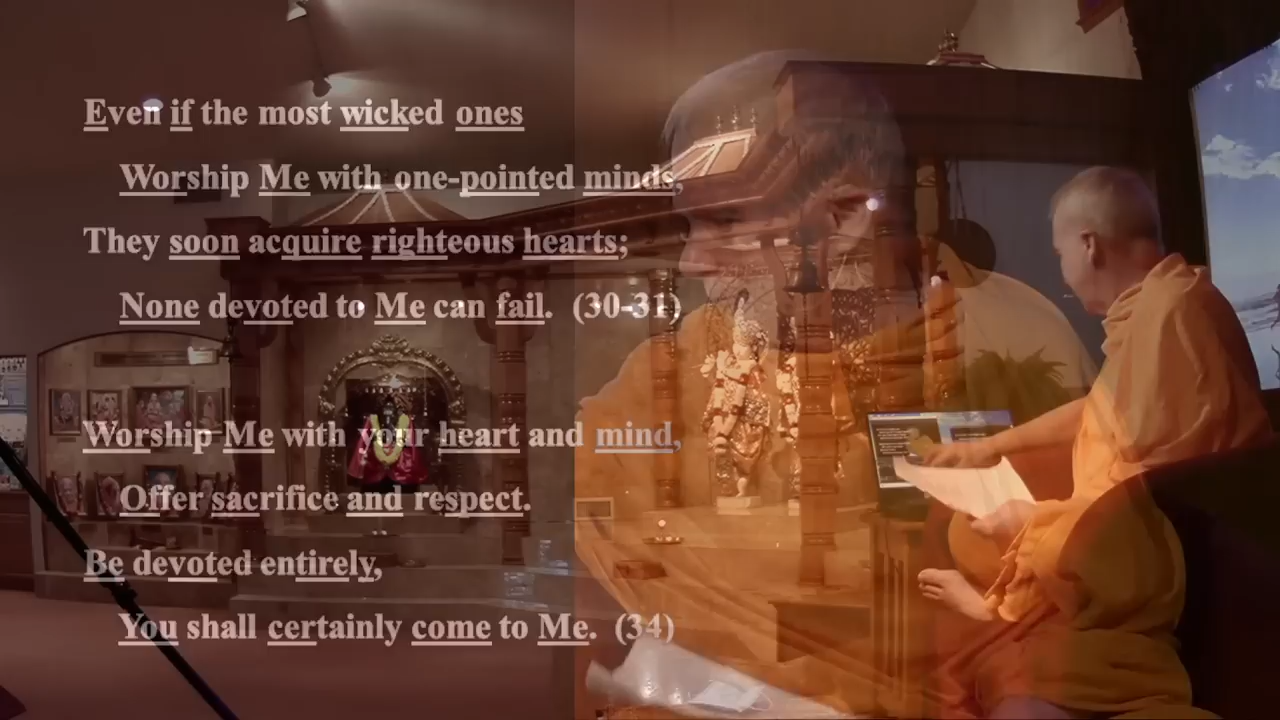 Even if the most wicked ones
Worship Me with one-pointed minds,
They soon acquire righteous hearts;
None devoted to Me can fail. (30-31)
Worship Me with your heart and mind,
Offer sacrifice and respect.
Be devoted entirely,
You shall certainly come to Me. (34)